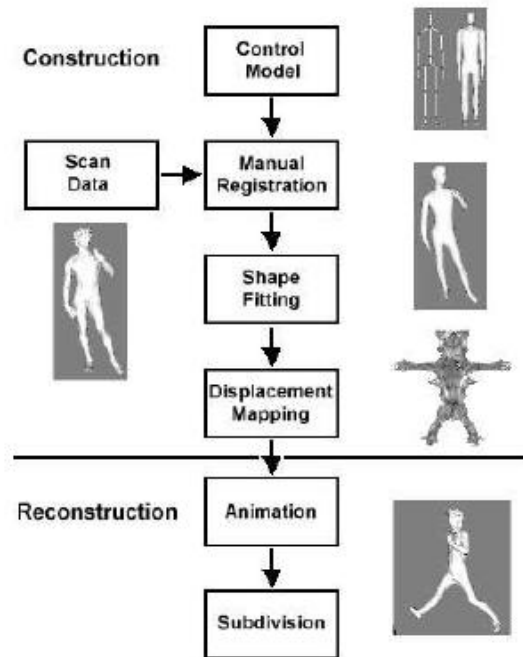 Construction
Control
Model
Scan
Data
Manual
Registration
Shape
Fitting
Displacement
Mapping
Reconstruction
Animation
Subdivision